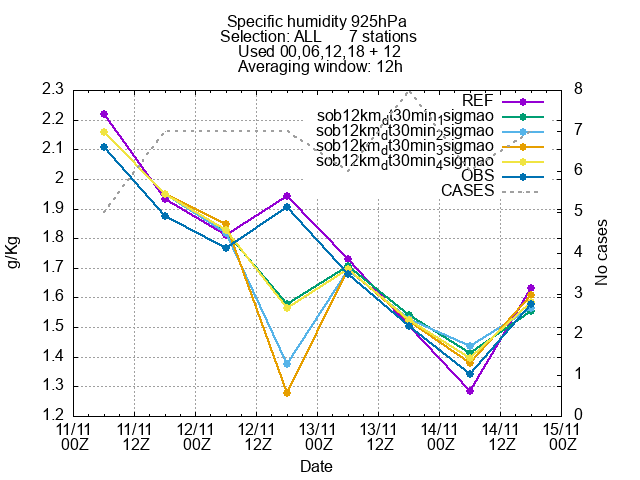 Specific humidity 925hPa
Selection: ALL 7 stations
Used 00,06,12,18 + 12
Averaging window: 12h
2.3
2.2
2.1
2
1.9
1.8
1.7
1.6
1.5
1.4
1.3
1.2
g/Kg
8
7
6
5
4
3
2
1
0
No cases
REF
sob12km_dt30min_1sigmao
sob12km_dt30min_2sigmao
sob12km_dt30min_3sigmao
sob12km_dt30min_4sigmao
OBS
CASES
11/11 00Z
11/11 12Z
12/11 00Z
12/11 12Z
13/11 00Z
13/11 12Z
14/11 00Z
14/11 12Z
15/11 00Z
Date